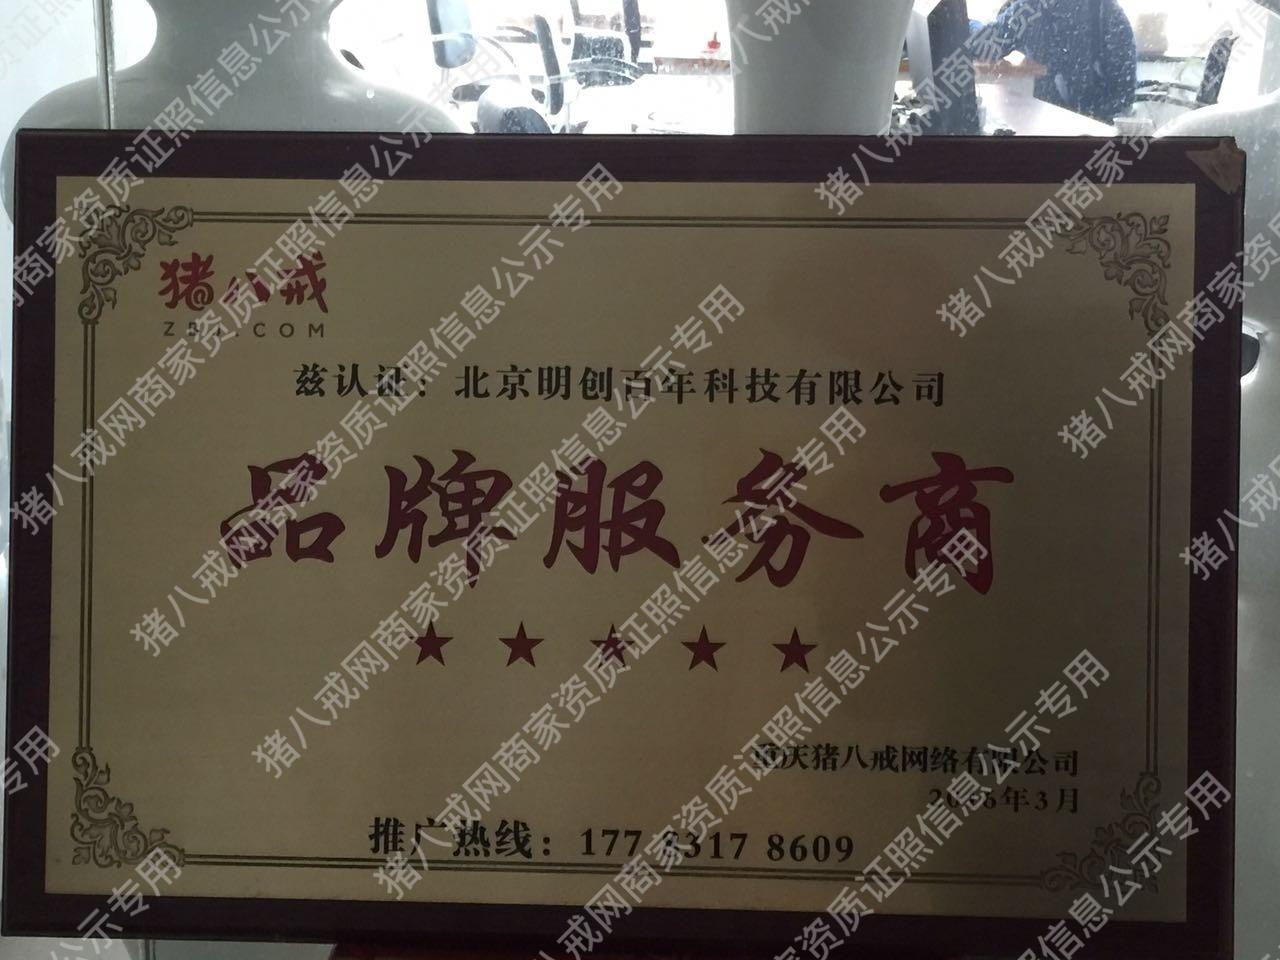 猪八戒
ZBJ.COM
兹认证：北京明创百年科技有限公司
品牌服务商
重庆猪八戒网络有限公司
年3月
推广热线：177 8317 8609
猪八戒网商家资质证照信息公示专用